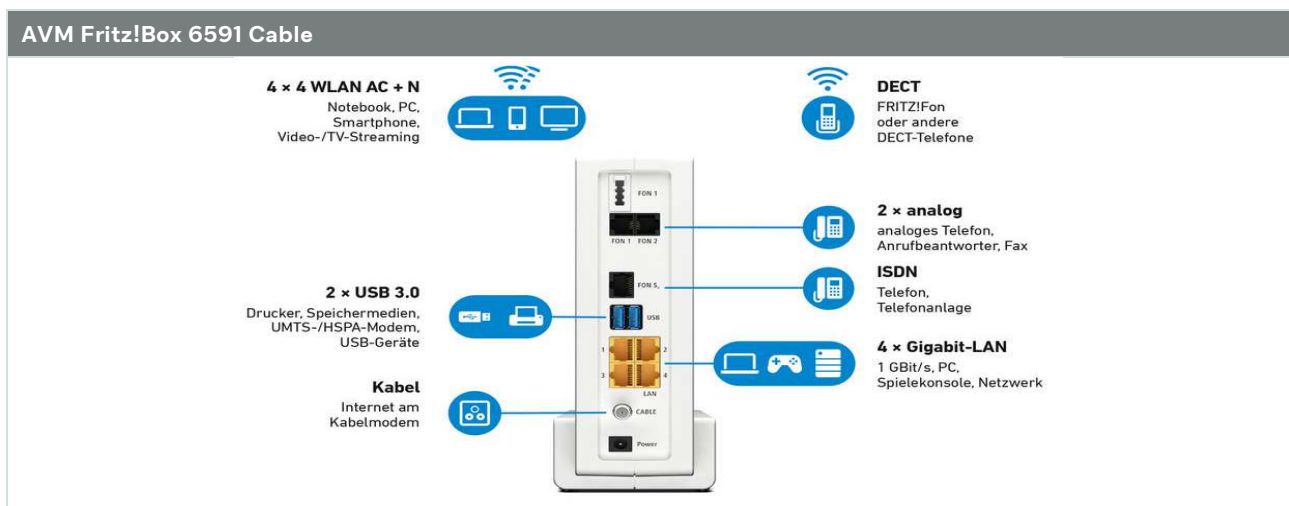 AVM Fritz!Box 6591 Cable
4 × 4 WLAN AC + N
Notebook, PC,
Smartphone,
Video-/TV-Streaming
DECT
FRITZ!Fon
oder andere
DECT-Telefone
FON 1
FON 1 FON 2
2 × analog
analoges Telefon,
Anrufbeantworter, Fax
FON S₀
ISDN
Telefon,
Telefonanlage
2 × USB 3.0
Drucker, Speichermedien,
UMTS-/HSPA-Modem,
USB-Geräte
USB
1 2
3 4
LAN
4 × Gigabit-LAN
1 GBit/s, PC,
Spielekonsole, Netzwerk
Kabel
Internet am
Kabelmodem
CABLE
Power